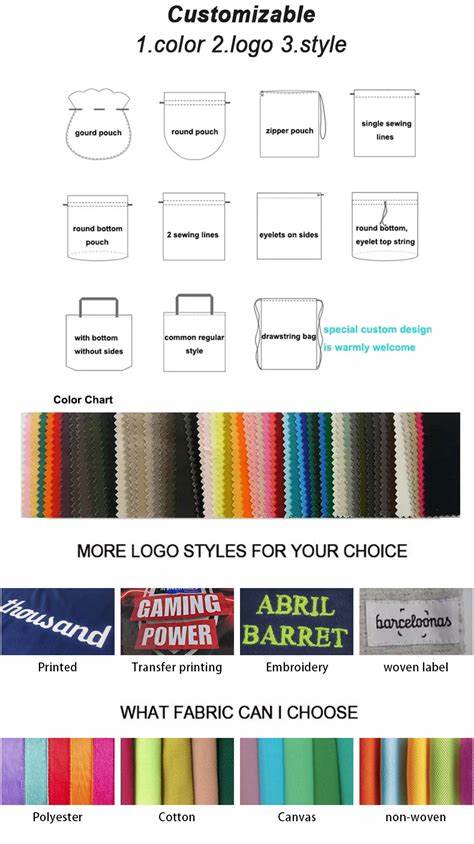 Customizable
1.color 2.logo 3.style
gourd pouch
round pouch
zipper pouch
single sewing
lines
round bottom
pouch
2 sewing lines
eyelets on sides
round bottom,
eyelet top string
with bottom
without sides
common regular
style
drawstring bag
special custom design
is warmly welcome
Color Chart
MORE LOGO STYLES FOR YOUR CHOICE
thousand
GAMING
POWER
ABRIL
BARRET
barceloonas
Printed
Transfer printing
Embroidery
woven label
WHAT FABRIC CAN I CHOOSE
Polyester
Cotton
Canvas
non-woven